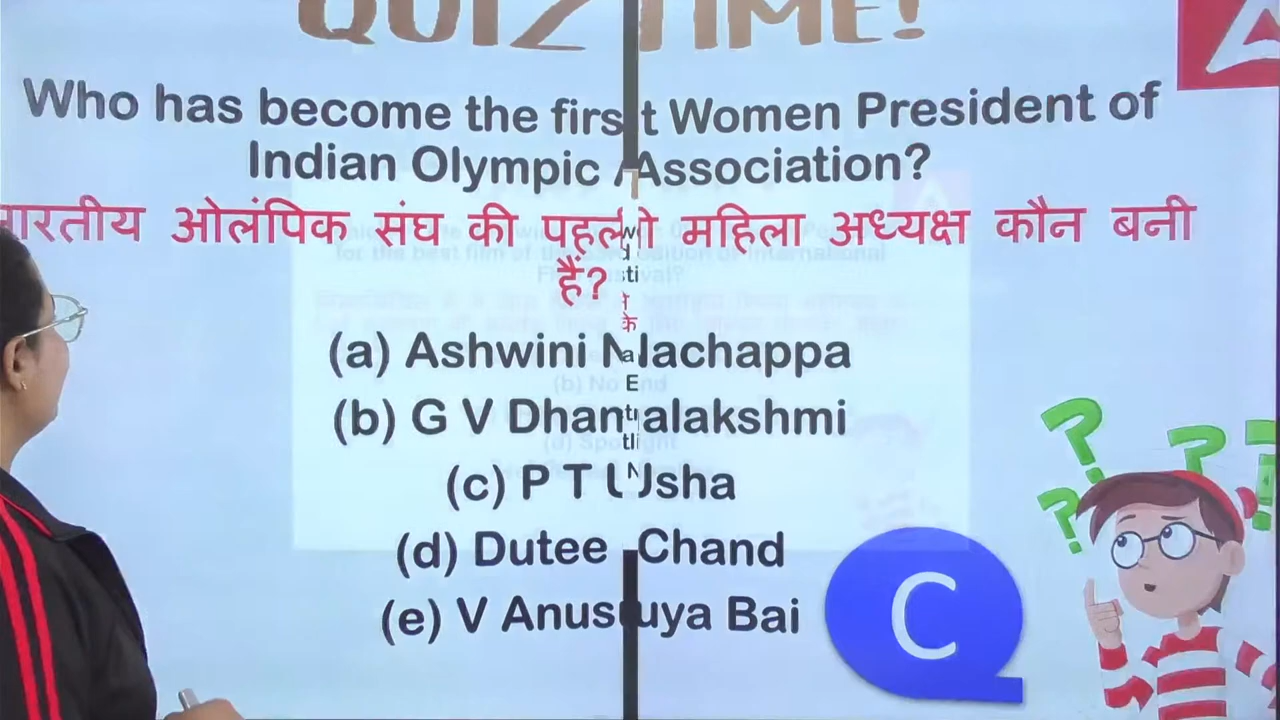 QUIZ TIME!
Who has become the first Women President of
Indian Olympic Association?
भारतीय ओलंपिक संघ की पहली महिला अध्यक्ष कौन बनी
हैं?
(a) Ashwini Nachappa
(b) G V Dhanalakshmi
(c) P T Usha
(d) Dutee Chand
(e) V Anusuya Bai
C